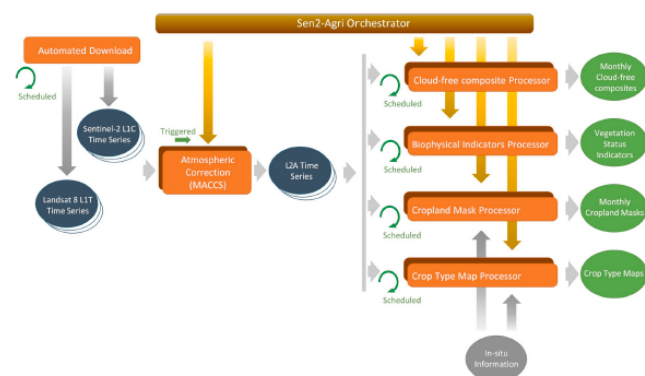 Sen2-Agri Orchestrator
Automated Download
Scheduled
Sentinel-2 L1C
Time Series
Landsat 8 L1T
Time Series
Triggered
Atmospheric
Correction
(MACCS)
L2A Time
Series
Cloud-free composite Processor
Scheduled
Monthly
Cloud-free
composites
Biophysical Indicators Processor
Scheduled
Vegetation
Status
Indicators
Cropland Mask Processor
Scheduled
Monthly
Cropland Masks
Crop Type Map Processor
Scheduled
Crop Type Maps
In-situ
Information